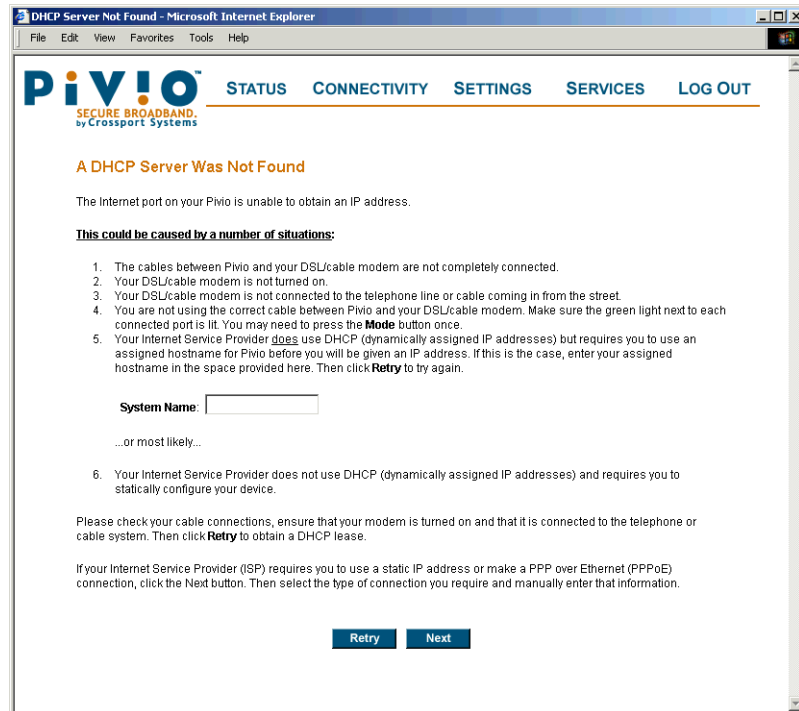 DHCP Server Not Found - Microsoft Internet Explorer
File Edit View Favorites Tools Help
PiV!O™
SECURE BROADBAND.
by Crossport Systems
STATUS CONNECTIVITY SETTINGS SERVICES LOG OUT
A DHCP Server Was Not Found
The Internet port on your Pivio is unable to obtain an IP address.
This could be caused by a number of situations:
1. The cables between Pivio and your DSL/cable modem are not completely connected.
2. Your DSL/cable modem is not turned on.
3. Your DSL/cable modem is not connected to the telephone line or cable coming in from the street.
4. You are not using the correct cable between Pivio and your DSL/cable modem. Make sure the green light next to each
connected port is lit. You may need to press the Mode button once.
5. Your Internet Service Provider does use DHCP (dynamically assigned IP addresses) but requires you to use an
assigned hostname for Pivio before you will be given an IP address. If this is the case, enter your assigned
hostname in the space provided here. Then click Retry to try again.
System Name:
...or most likely...
6. Your Internet Service Provider does not use DHCP (dynamically assigned IP addresses) and requires you to
statically configure your device.
Please check your cable connections, ensure that your modem is turned on and that it is connected to the telephone or
cable system. Then click Retry to obtain a DHCP lease.
If your Internet Service Provider (ISP) requires you to use a static IP address or make a PPP over Ethernet (PPPoE)
connection, click the Next button. Then select the type of connection you require and manually enter that information.
Retry Next